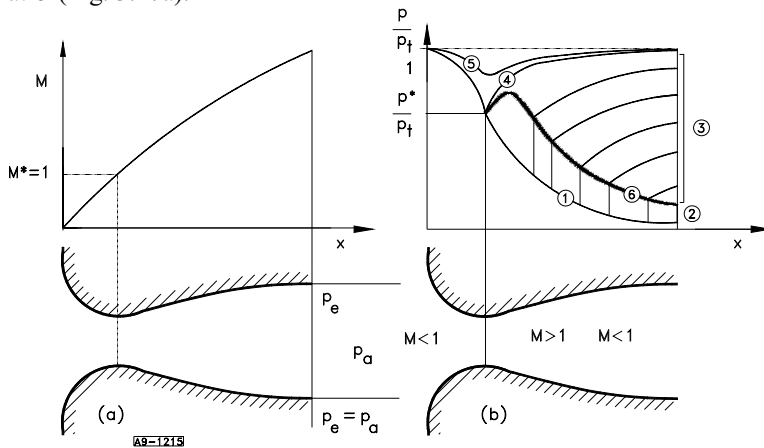 (Fig.
M
M*=1
x
p_e
p_a
p_e = p_a
(a)
A9-1215
p
p_t
1
p*
p_t
⑤
④
③
①
⑥
②
x
M<1
M>1
M<1
(b)